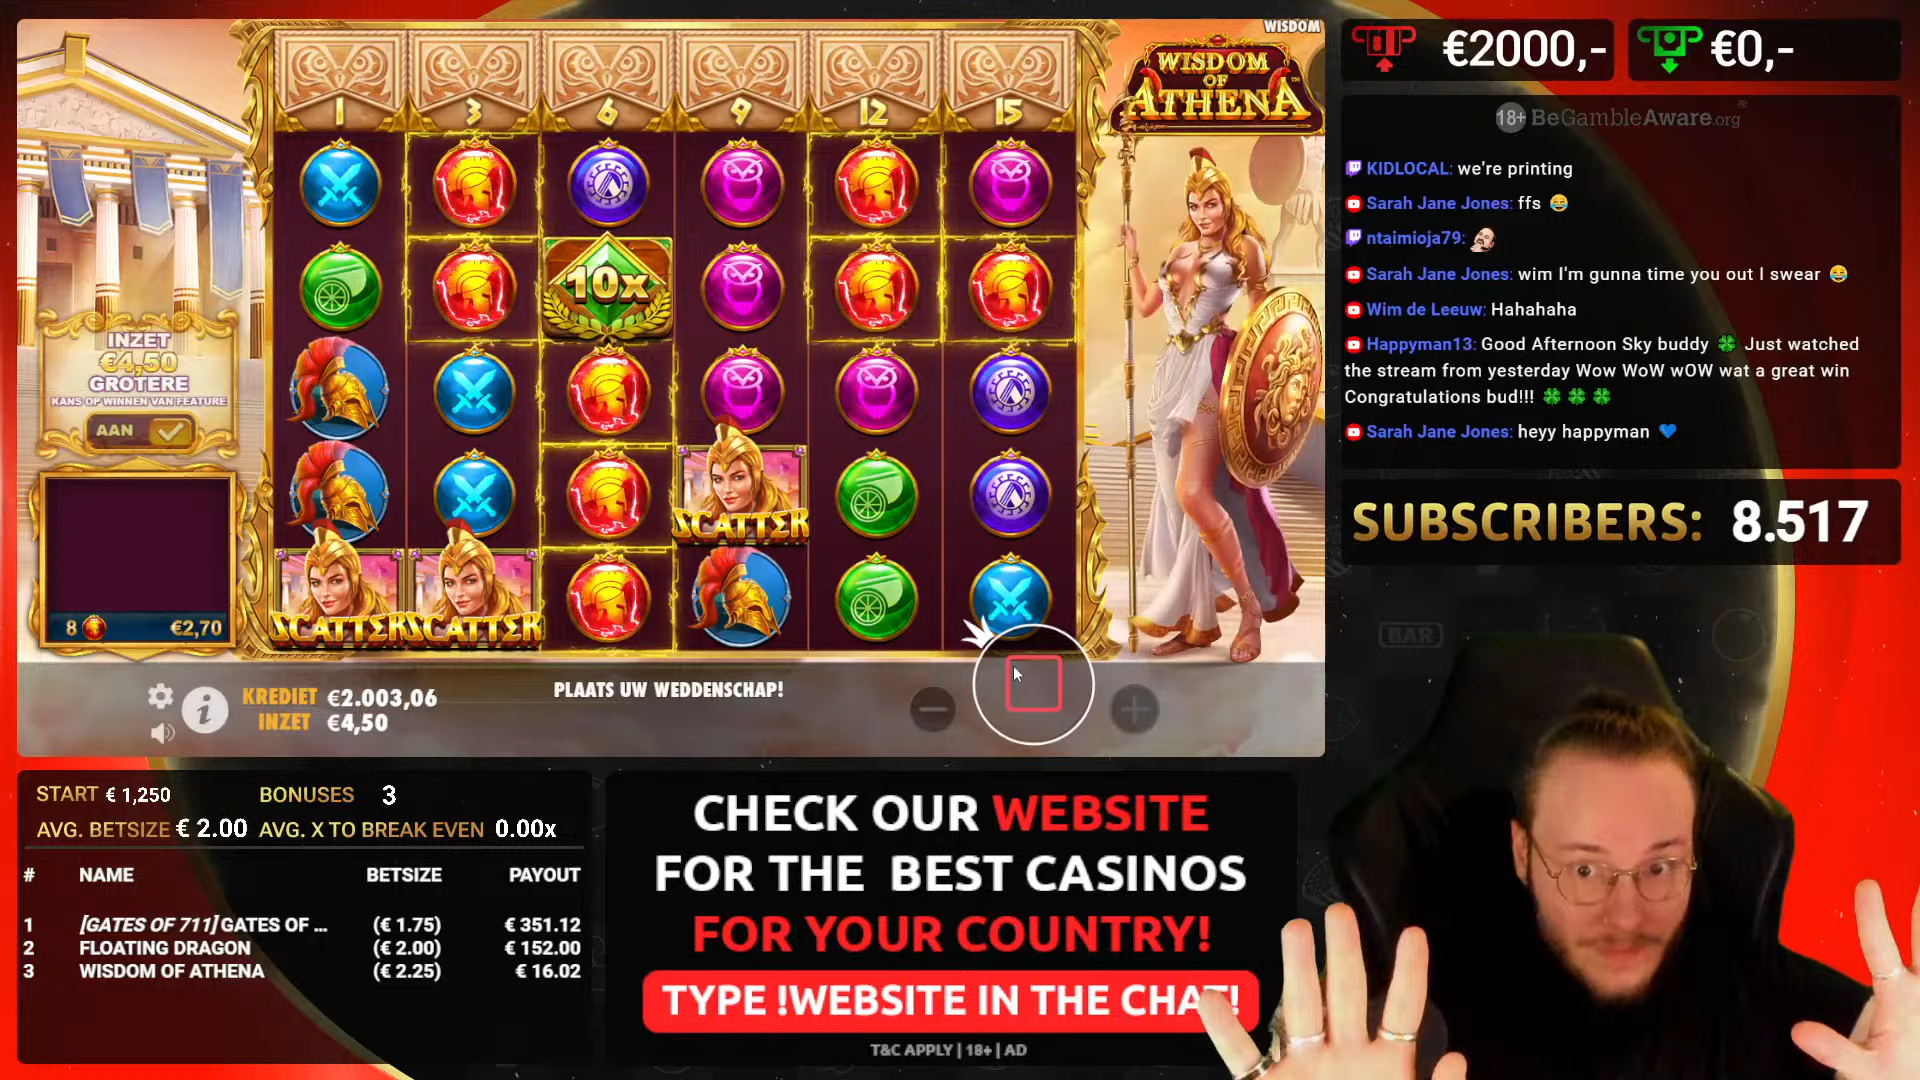 WISDOM
WISDOM
OF
ATHENA™
1 3 6 9 12 15
10x
SCATTER
SCATTER
SCATTER
INZET
€4,50
GROTERE
KANS OP WINNEN VAN FEATURE
AAN
8 €2,70
KREDIET €2.003,06
INZET €4,50
PLAATS UW WEDDENSCHAP!
€2000,-
€0,-
18+ BeGambleAware.org®
KIDLOCAL: we're printing
Sarah Jane Jones: ffs 😂
ntaimioja79:
Sarah Jane Jones: wim I'm gunna time you out I swear 😂
Wim de Leeuw: Hahahaha
Happyman13: Good Afternoon Sky buddy 🍀 Just watched
the stream from yesterday Wow WoW wOW wat a great win
Congratulations bud!!! 🍀 🍀 🍀
Sarah Jane Jones: heyy happyman 💙
SUBSCRIBERS: 8.517
BAR
START € 1,250 BONUSES 3
AVG. BETSIZE € 2.00 AVG. X TO BREAK EVEN 0.00x
# NAME BETSIZE PAYOUT
1 [GATES OF 711] GATES OF ... (€ 1.75) € 351.12
2 FLOATING DRAGON (€ 2.00) € 152.00
3 WISDOM OF ATHENA (€ 2.25) € 16.02
CHECK OUR WEBSITE
FOR THE BEST CASINOS
FOR YOUR COUNTRY!
TYPE !WEBSITE IN THE CHAT!
T&C APPLY | 18+ | AD